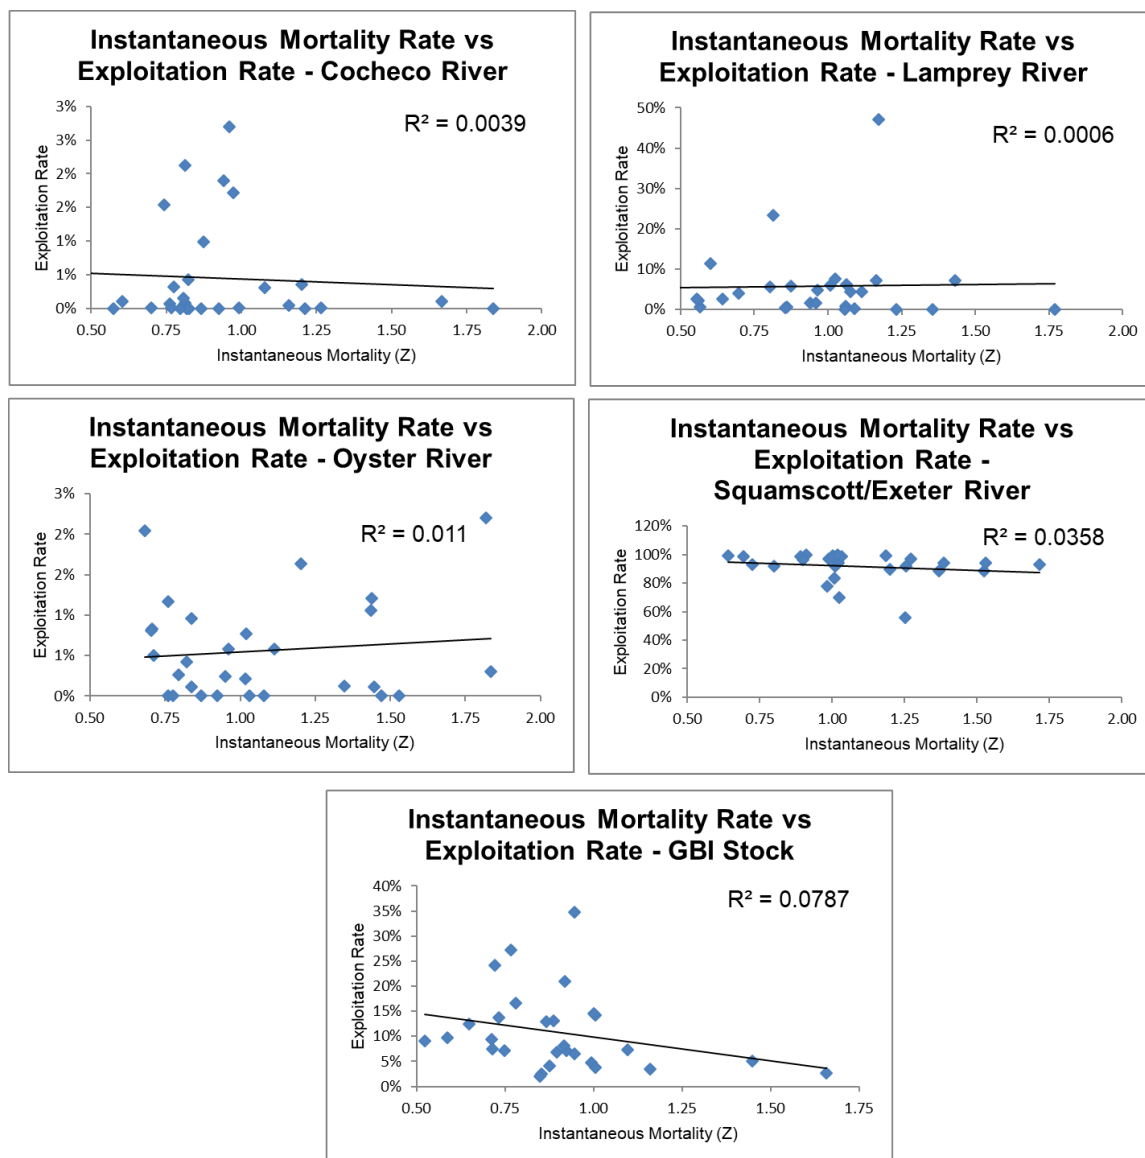 Instantaneous Mortality Rate vs
Exploitation Rate - Cocheco River
R² = 0.0039
3%
3%
2%
2%
1%
1%
0%
Exploitation Rate
0.50 0.75 1.00 1.25 1.50 1.75 2.00
Instantaneous Mortality (Z)
Instantaneous Mortality Rate vs
Exploitation Rate - Lamprey River
R² = 0.0006
50%
40%
30%
20%
10%
0%
Exploitation Rate
0.50 0.75 1.00 1.25 1.50 1.75 2.00
Instantaneous Mortality (Z)
Instantaneous Mortality Rate vs
Exploitation Rate - Oyster River
R² = 0.011
3%
2%
2%
1%
1%
0%
Exploitation Rate
0.50 0.75 1.00 1.25 1.50 1.75 2.00
Instantaneous Mortality (Z)
Instantaneous Mortality Rate vs
Exploitation Rate -
Squamscott/Exeter River
R² = 0.0358
120%
100%
80%
60%
40%
20%
0%
Exploitation Rate
0.50 0.75 1.00 1.25 1.50 1.75 2.00
Instantaneous Mortality (Z)
Instantaneous Mortality Rate vs
Exploitation Rate - GBI Stock
R² = 0.0787
40%
35%
30%
25%
20%
15%
10%
5%
0%
Exploitation Rate
0.50 0.75 1.00 1.25 1.50 1.75
Instantaneous Mortality (Z)